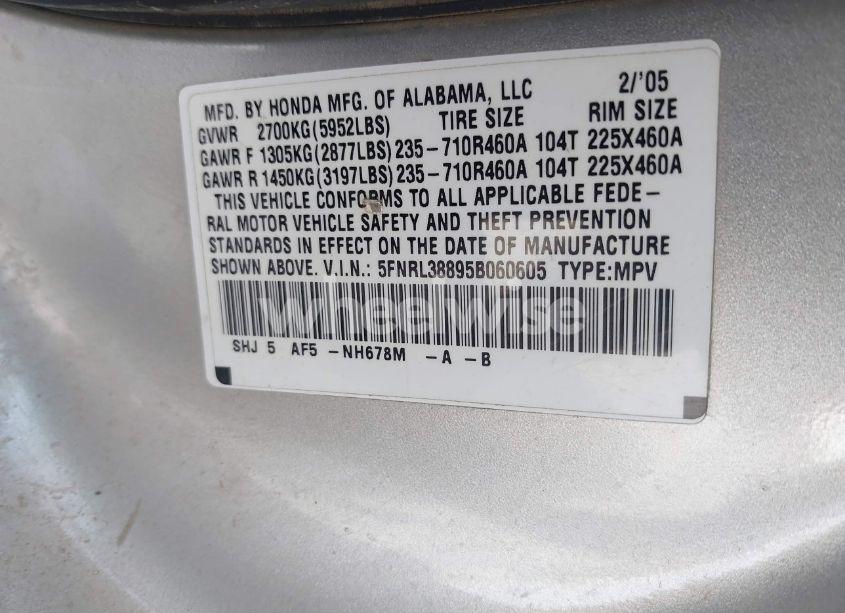 MFD. BY HONDA MFG. OF ALABAMA, LLC 2/'05
GVWR 2700KG(5952LBS) TIRE SIZE RIM SIZE
GAWR F 1305KG(2877LBS) 235-710R460A 104T 225X460A
GAWR R 1450KG(3197LBS) 235-710R460A 104T 225X460A
THIS VEHICLE CONFORMS TO ALL APPLICABLE FEDE-
RAL MOTOR VEHICLE SAFETY AND THEFT PREVENTION
STANDARDS IN EFFECT ON THE DATE OF MANUFACTURE
SHOWN ABOVE. V.I.N.: 5FNRL38895B060605 TYPE:MPV
wheelwise
SHJ 5 AF5 -NH678M -A -B